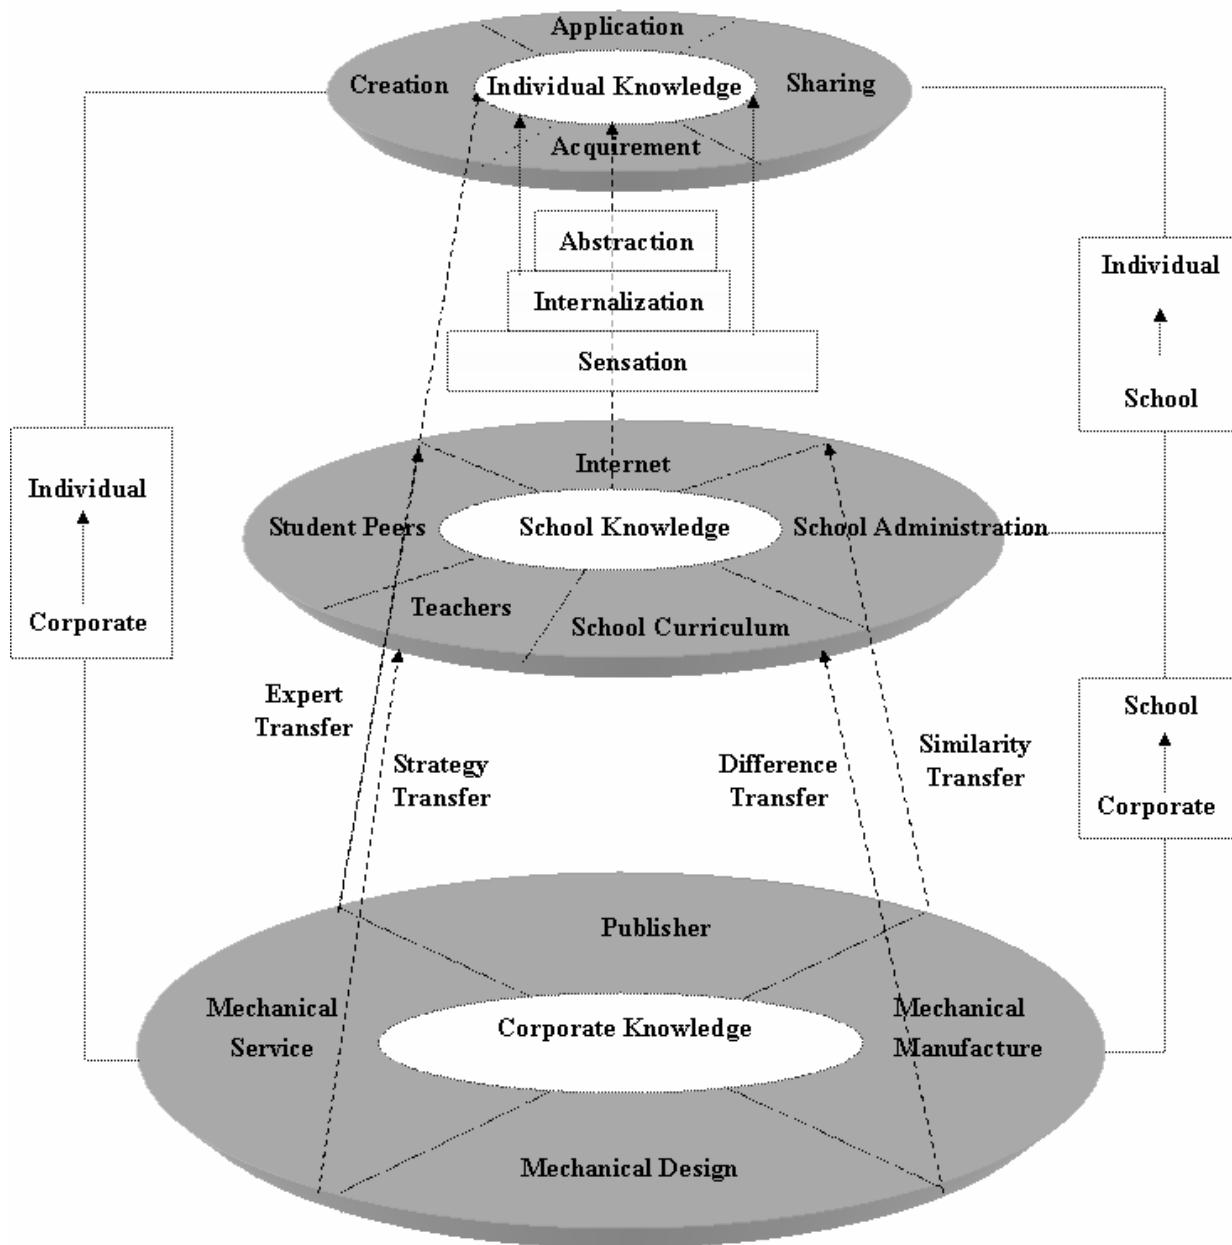 Application
Creation
Individual Knowledge
Sharing
Acquirement
Abstraction
Internalization
Sensation
Individual
School
Internet
Individual
Student Peers
School Knowledge
School Administration
Teachers
School Curriculum
Corporate
Expert
Transfer
Strategy
Transfer
Difference
Transfer
Similarity
Transfer
School
Corporate
Publisher
Mechanical
Service
Corporate Knowledge
Mechanical
Manufacture
Mechanical Design